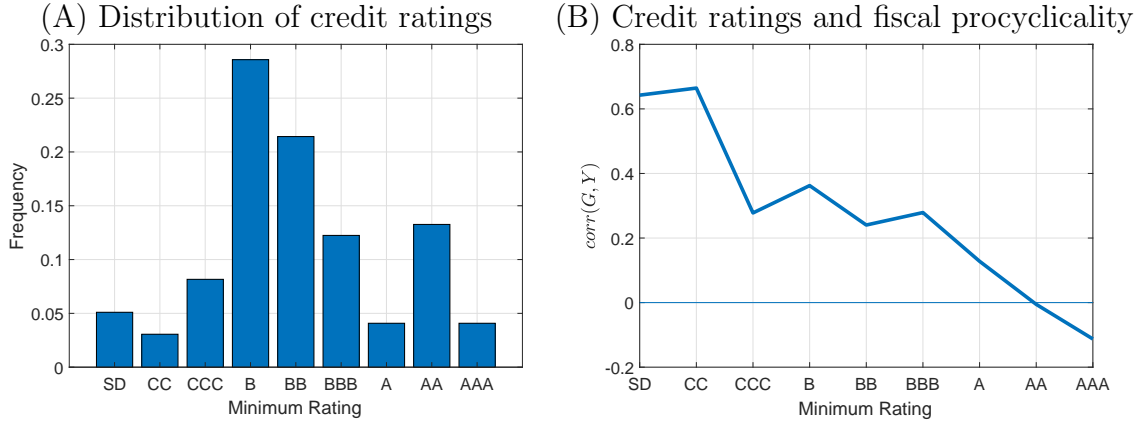 (A) Distribution of credit ratings
0.3
0.25
0.2
0.15
0.1
0.05
0
Frequency
SD CC CCC B BB BBB A AA AAA
Minimum Rating
(B) Credit ratings and fiscal procyclicality
0.8
0.6
0.4
0.2
0
-0.2
corr(G, Y)
SD CC CCC B BB BBB A AA AAA
Minimum Rating